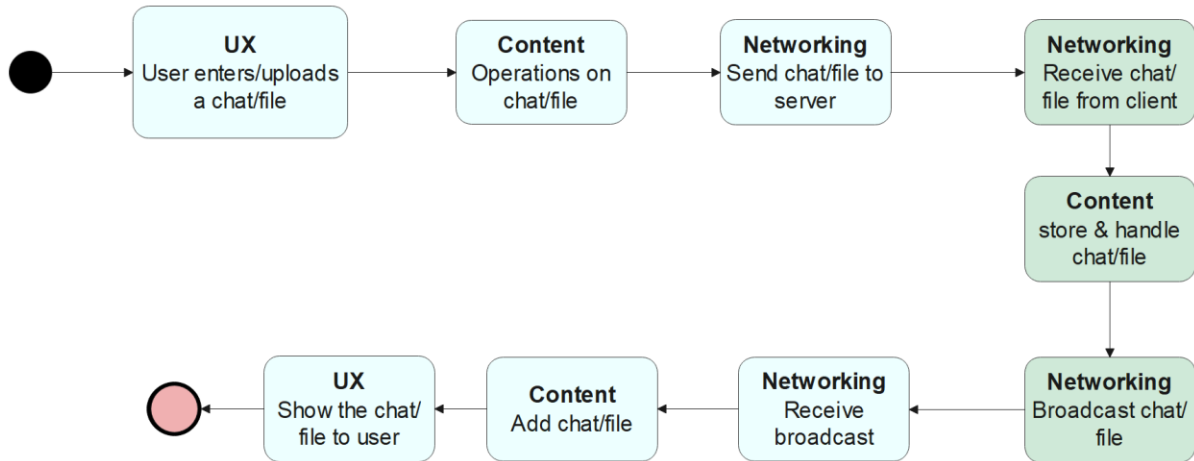 UX
User enters/uploads
a chat/file
Content
Operations on
chat/file
Networking
Send chat/file to
server
Networking
Receive chat/
file from client
Content
store & handle
chat/file
Networking
Broadcast chat/
file
Networking
Receive
broadcast
Content
Add chat/file
UX
Show the chat/
file to user